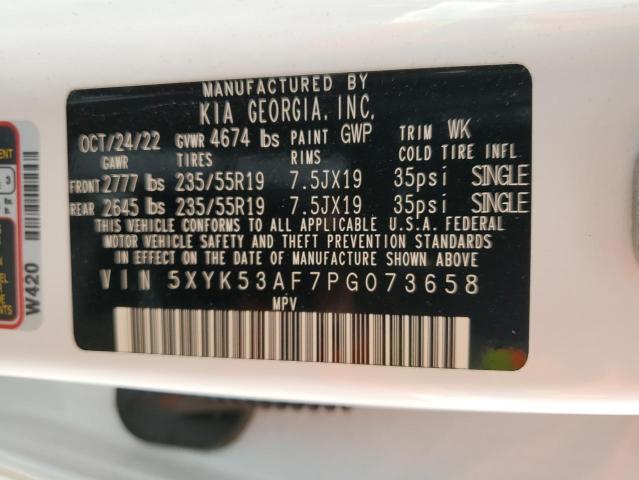 MANUFACTURED BY
KIA GEORGIA, INC.
OCT/24/22 GVWR 4674 lbs PAINT GWP TRIM WK
GAWR TIRES RIMS COLD TIRE INFL.
FRONT 2777 lbs 235/55R19 7.5JX19 35psi SINGLE
REAR 2645 lbs 235/55R19 7.5JX19 35psi SINGLE
THIS VEHICLE CONFORMS TO ALL APPLICABLE U.S.A. FEDERAL
MOTOR VEHICLE SAFETY AND THEFT PREVENTION STANDARDS
IN EFFECT ON THE DATE OF MANUFACTURE SHOWN ABOVE.
VIN 5XYK53AF7PG073658
MPV
W420